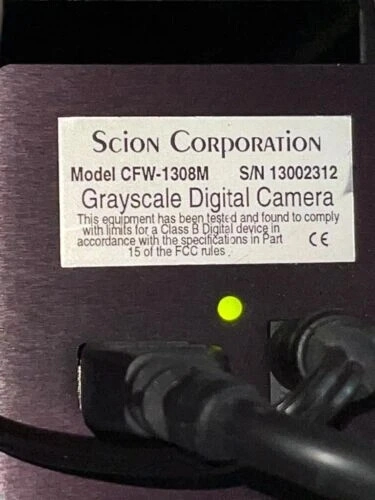 Scion Corporation
Model CFW-1308M S/N 13002312
Grayscale Digital Camera
This equipment has been tested and found to comply
with limits for a Class B Digital device in
accordance with the specifications in Part
15 of the FCC rules
CE